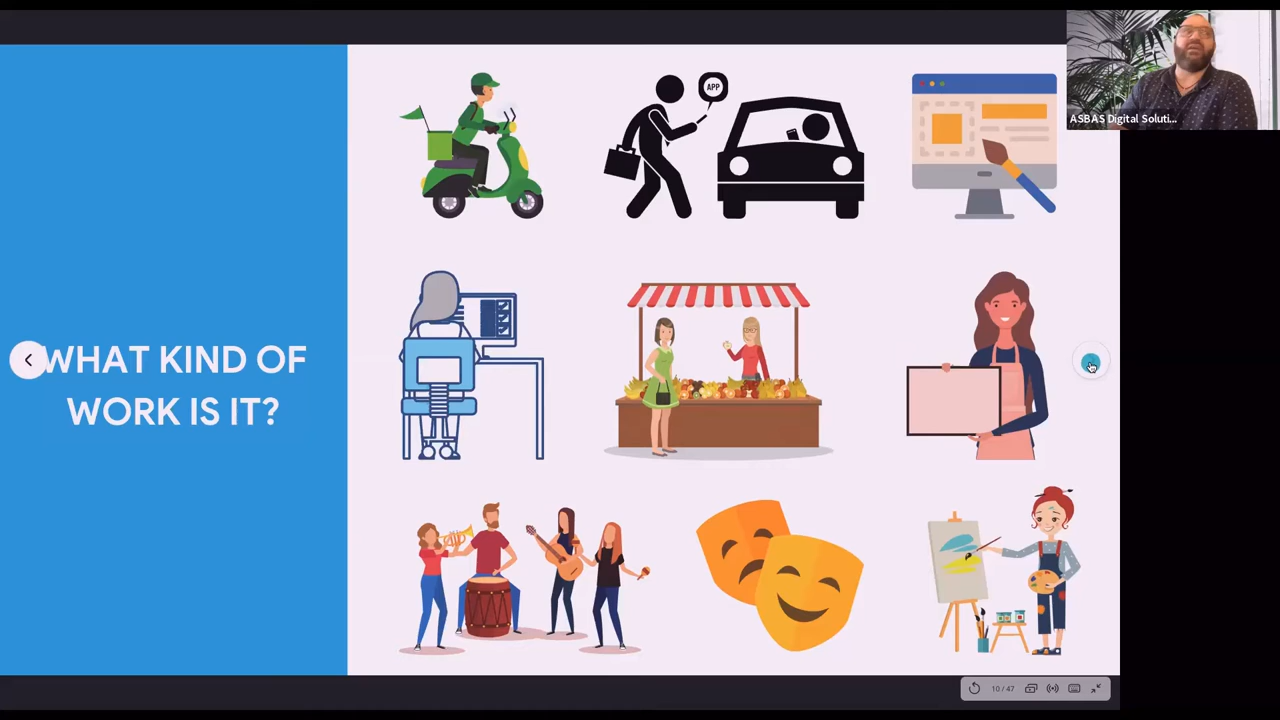 APP
ASBAS Digital Soluti...
WHAT KIND OF
WORK IS IT?
10 / 47